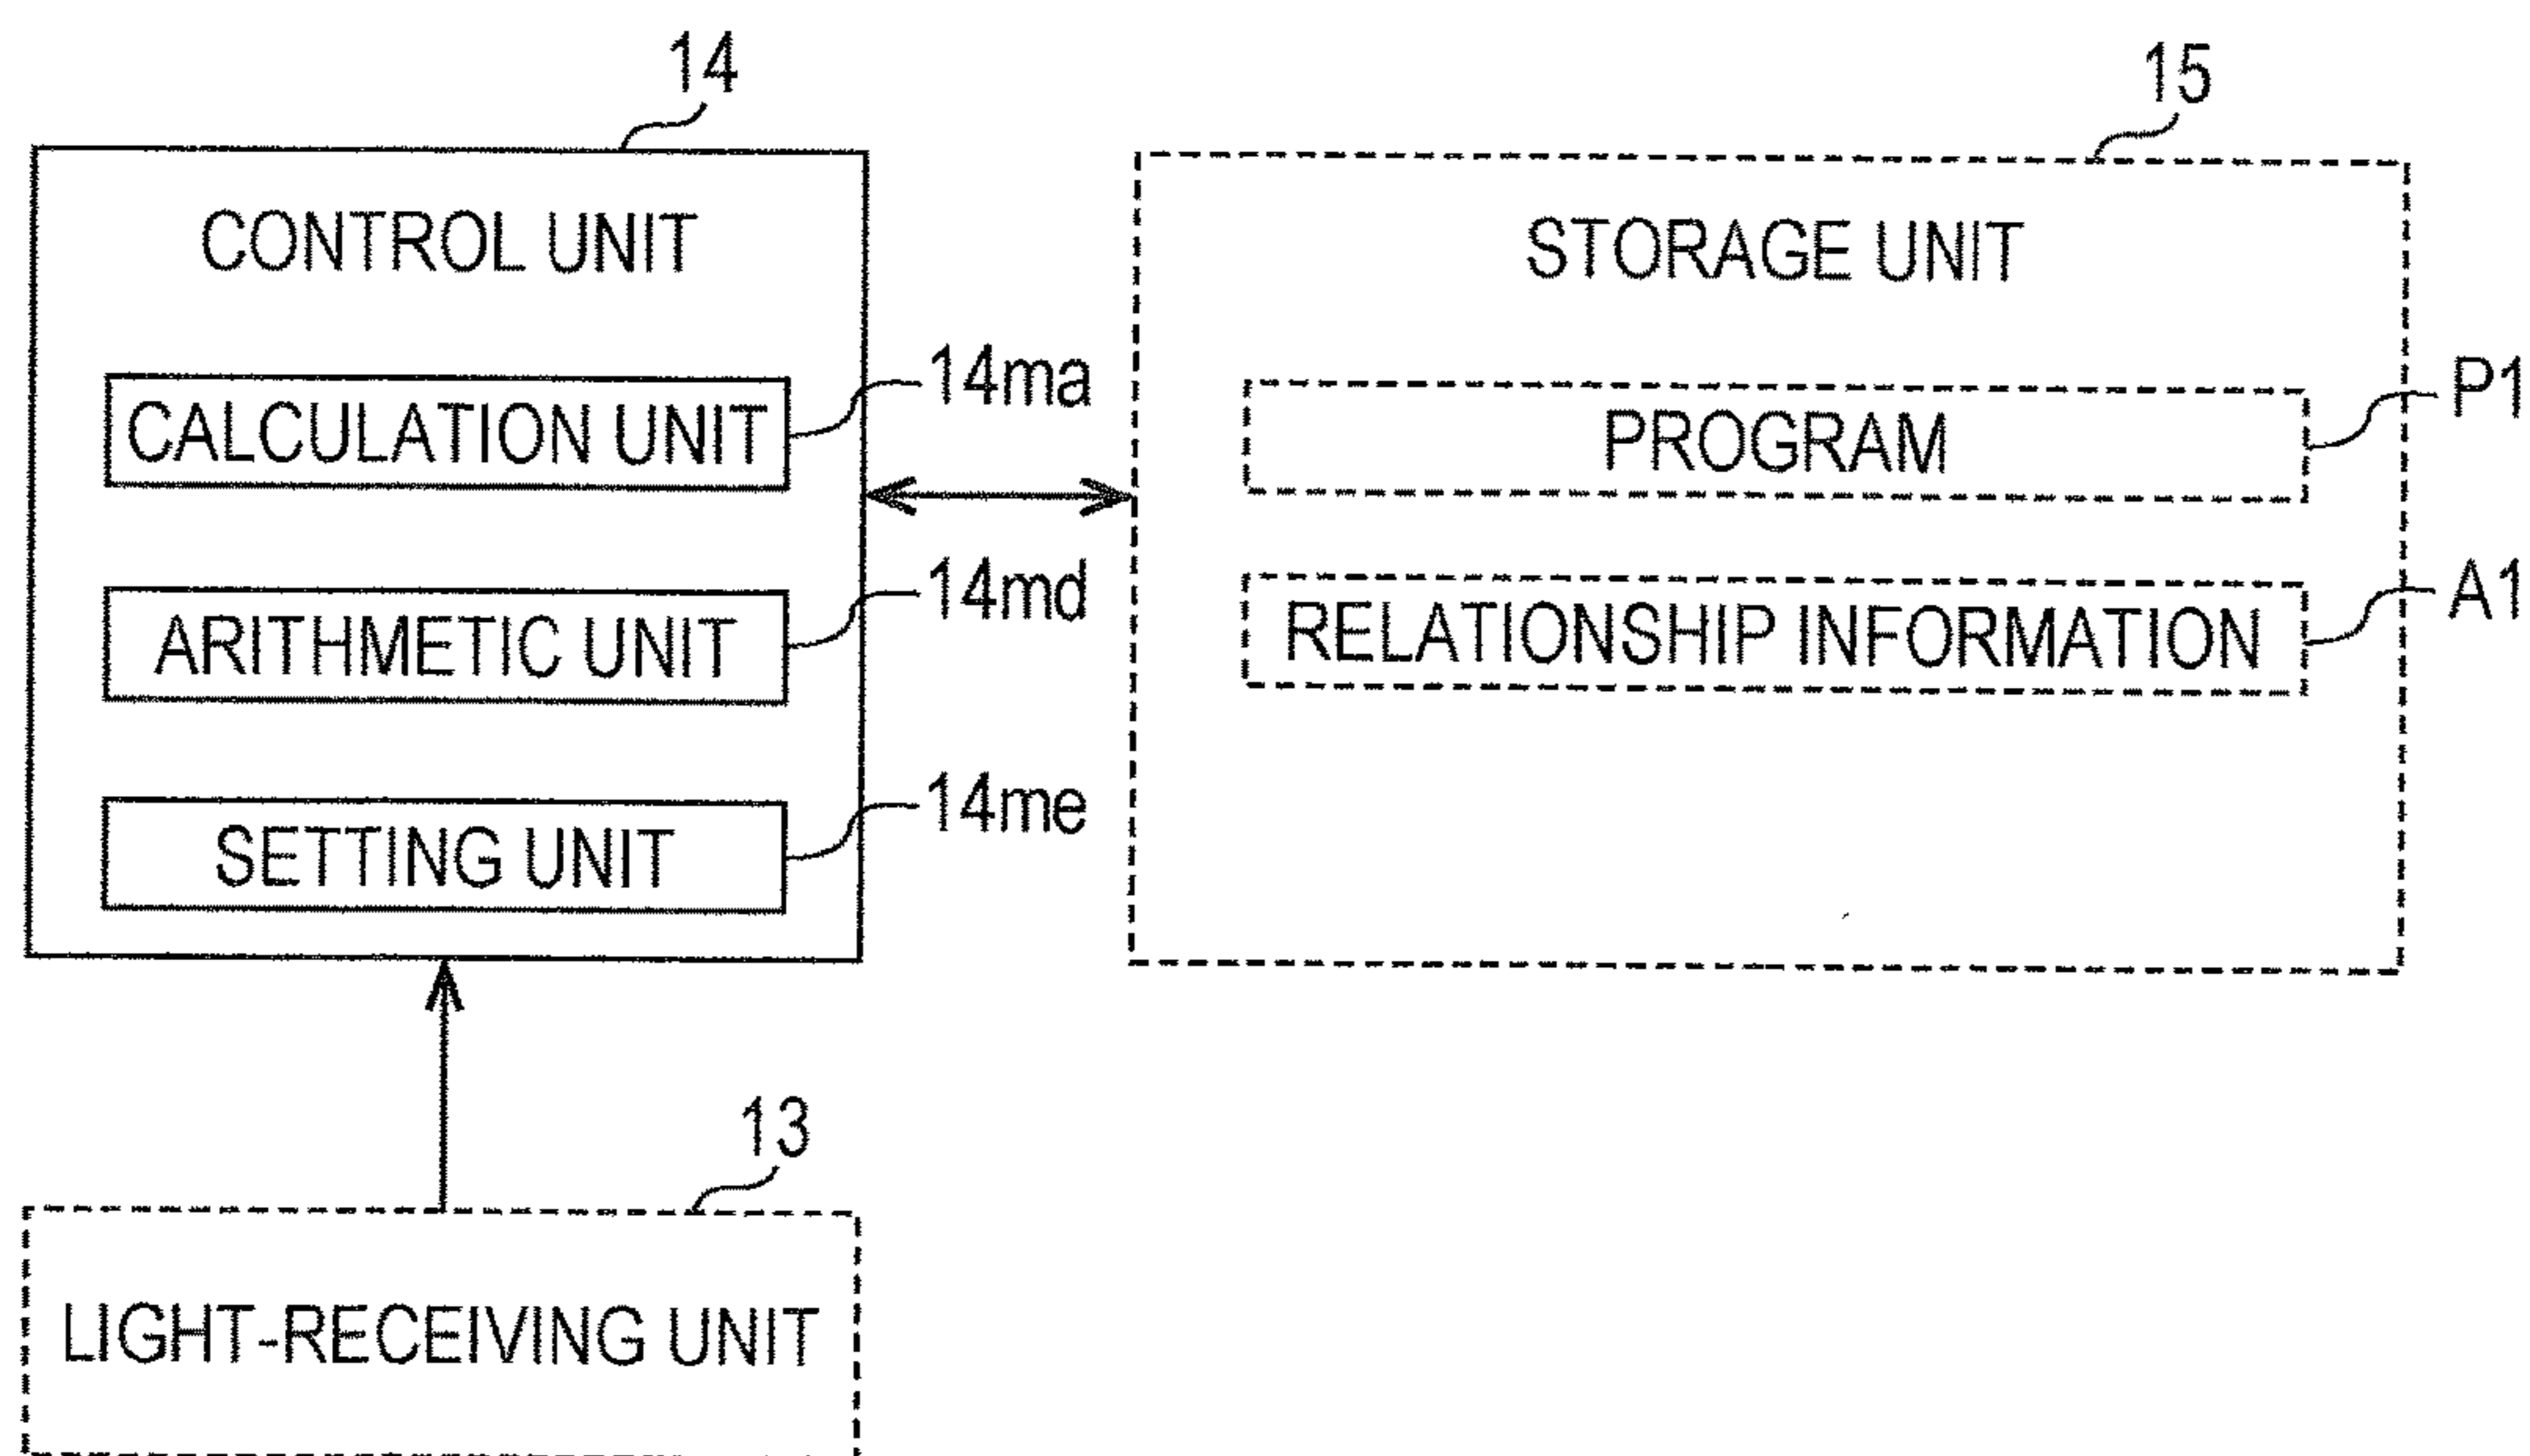 14
15
CONTROL UNIT
STORAGE UNIT
CALCULATION UNIT
14ma
PROGRAM
P1
ARITHMETIC UNIT
14md
RELATIONSHIP INFORMATION
A1
SETTING UNIT
14me
13
LIGHT-RECEIVING UNIT